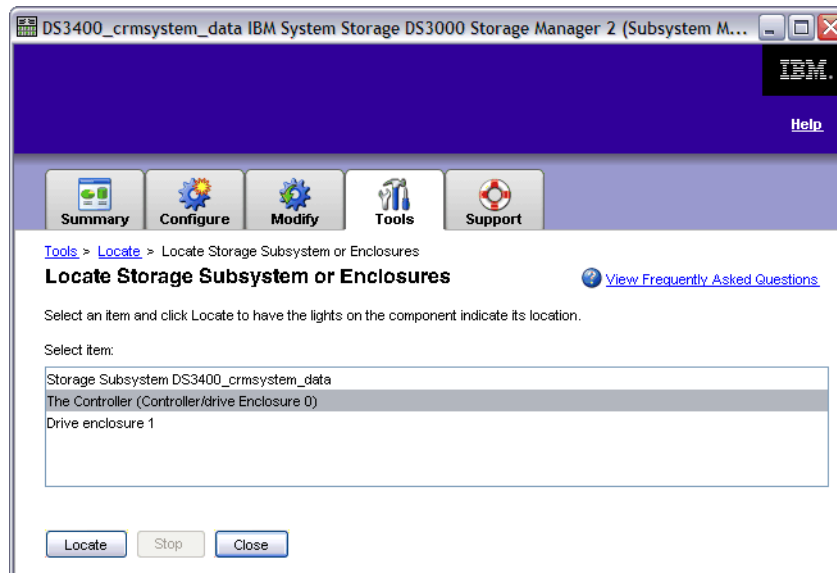 DS3400_crmsystem_data IBM System Storage DS3000 Storage Manager 2 (Subsystem M...
IBM.
Help
Summary
Configure
Modify
Tools
Support
Tools > Locate > Locate Storage Subsystem or Enclosures
Locate Storage Subsystem or Enclosures
? View Frequently Asked Questions
Select an item and click Locate to have the lights on the component indicate its location.
Select item:
Storage Subsystem DS3400_crmsystem_data
The Controller (Controller/drive Enclosure 0)
Drive enclosure 1
Locate
Stop
Close